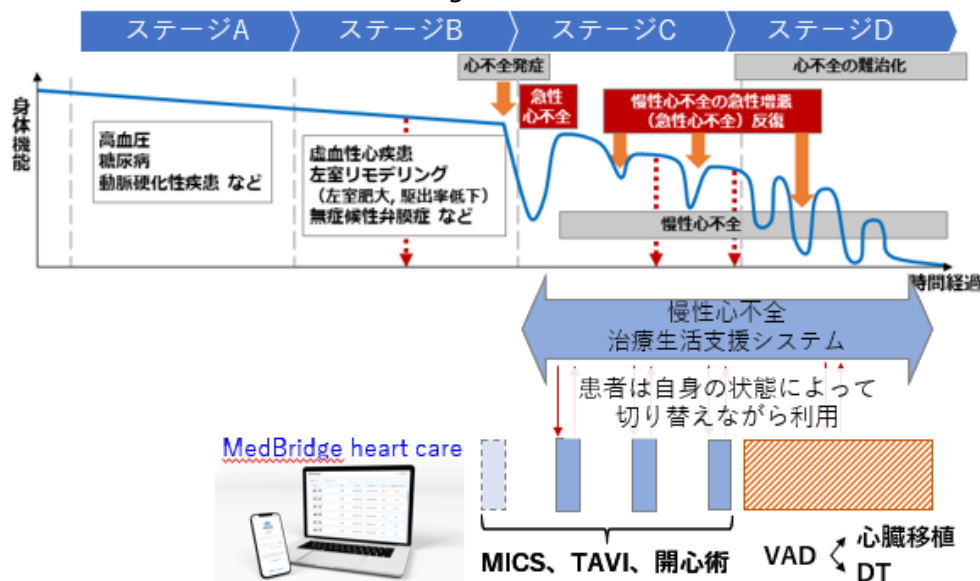 ステージA
ステージB
ステージC
ステージD
心不全発症
心不全の難治化
急性
心不全
慢性心不全の急性増悪
（急性心不全）反復
身体機能
高血圧
糖尿病
動脈硬化性疾患 など
虚血性心疾患
左室リモデリング
（左室肥大, 駆出率低下）
無症候性弁膜症 など
慢性心不全
時間経過
慢性心不全
治療生活支援システム
患者は自身の状態によって
切り替えながら利用
MedBridge heart care
MICS、TAVI、開心術
VAD
心臓移植
DT